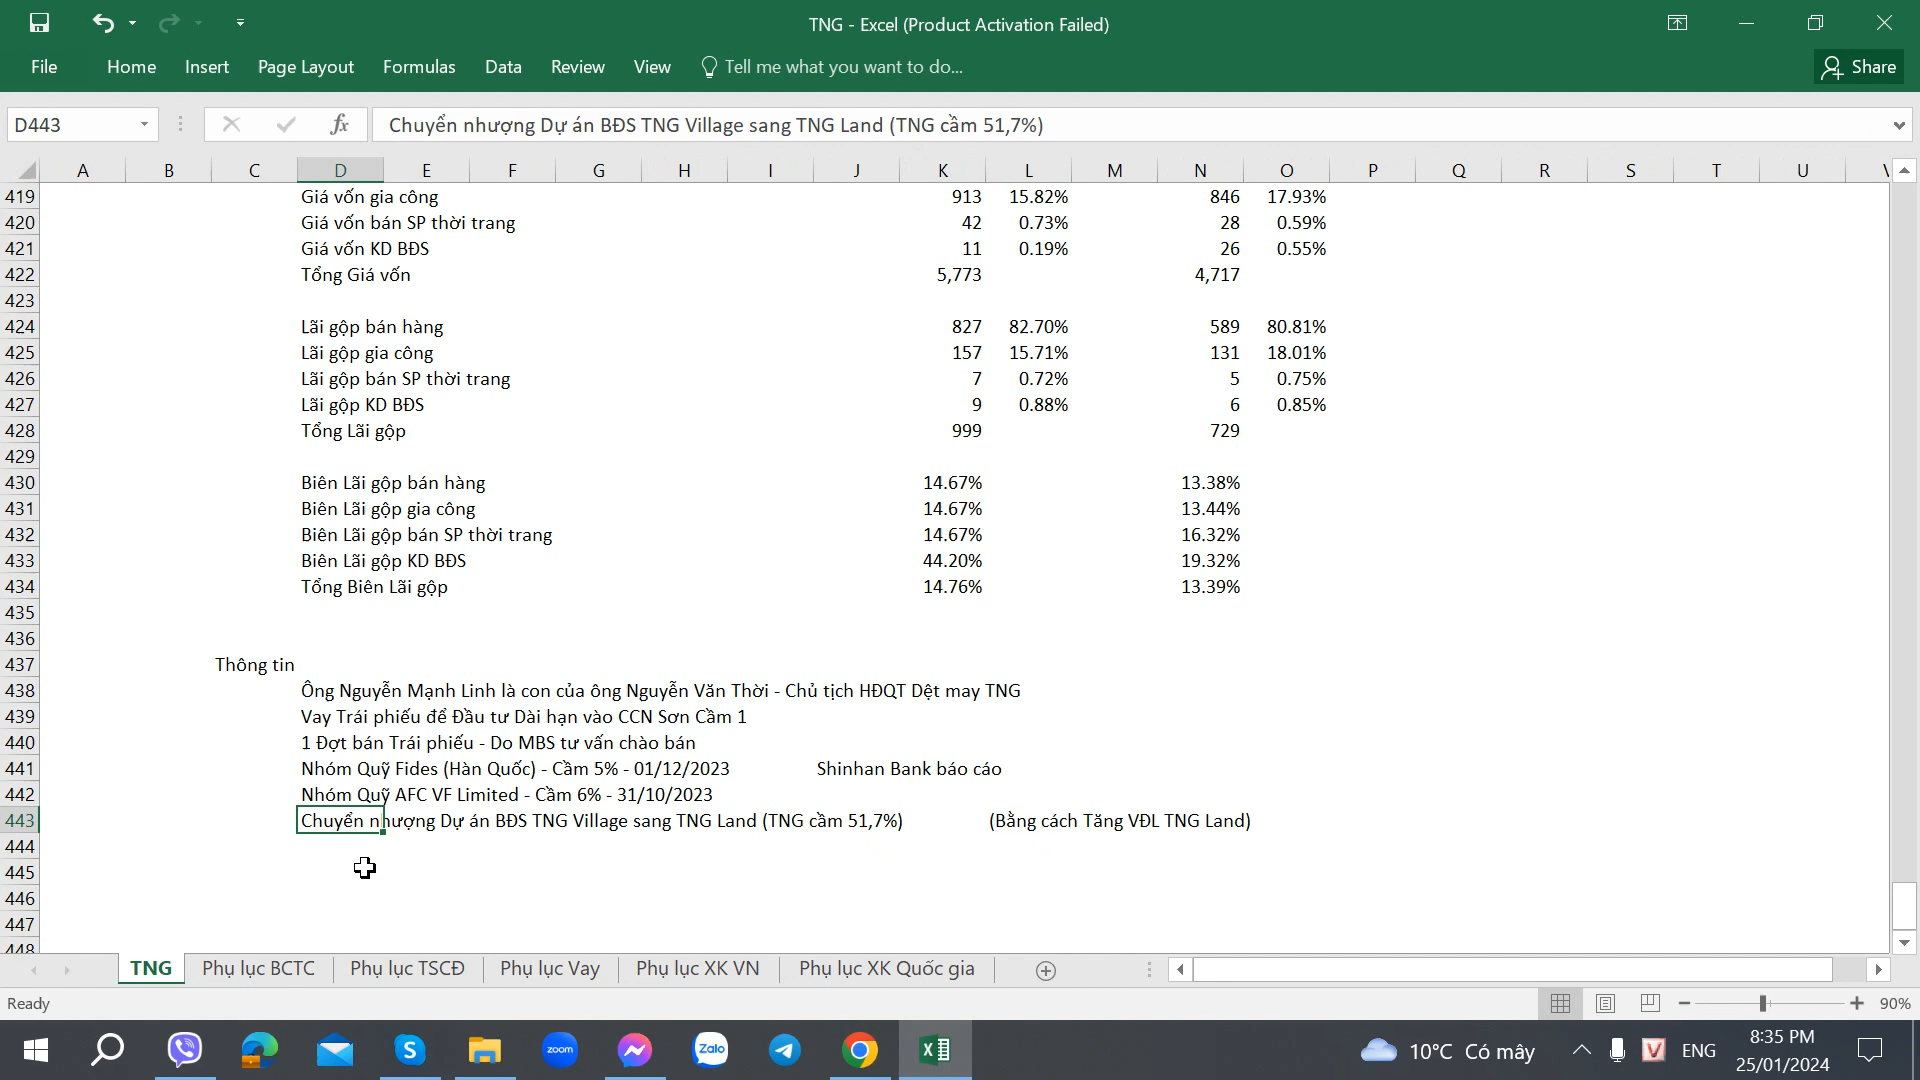 TNG - Excel (Product Activation Failed)
File Home Insert Page Layout Formulas Data Review View Tell me what you want to do... Share
D443 fx Chuyển nhượng Dự án BĐS TNG Village sang TNG Land (TNG cầm 51,7%)
A B C D E F G H I J K L M N O P Q R S T U
419 Giá vốn gia công 913 15.82% 846 17.93%
420 Giá vốn bán SP thời trang 42 0.73% 28 0.59%
421 Giá vốn KD BĐS 11 0.19% 26 0.55%
422 Tổng Giá vốn 5,773 4,717
423
424 Lãi gộp bán hàng 827 82.70% 589 80.81%
425 Lãi gộp gia công 157 15.71% 131 18.01%
426 Lãi gộp bán SP thời trang 7 0.72% 5 0.75%
427 Lãi gộp KD BĐS 9 0.88% 6 0.85%
428 Tổng Lãi gộp 999 729
429
430 Biên Lãi gộp bán hàng 14.67% 13.38%
431 Biên Lãi gộp gia công 14.67% 13.44%
432 Biên Lãi gộp bán SP thời trang 14.67% 16.32%
433 Biên Lãi gộp KD BĐS 44.20% 19.32%
434 Tổng Biên Lãi gộp 14.76% 13.39%
435
436
437 Thông tin
438 Ông Nguyễn Mạnh Linh là con của ông Nguyễn Văn Thời - Chủ tịch HĐQT Dệt may TNG
439 Vay Trái phiếu để Đầu tư Dài hạn vào CCN Sơn Cẩm 1
440 1 Đợt bán Trái phiếu - Do MBS tư vấn chào bán
441 Nhóm Quỹ Fides (Hàn Quốc) - Cầm 5% - 01/12/2023 Shinhan Bank báo cáo
442 Nhóm Quỹ AFC VF Limited - Cầm 6% - 31/10/2023
443 Chuyển nhượng Dự án BĐS TNG Village sang TNG Land (TNG cầm 51,7%) (Bằng cách Tăng VĐL TNG Land)
444
445
446
447
448
TNG Phụ lục BCTC Phụ lục TSCĐ Phụ lục Vay Phụ lục XK VN Phụ lục XK Quốc gia
Ready 90%
zoom Zalo 10°C Có mây ENG 8:35 PM
25/01/2024